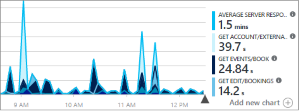 AVERAGE SERVER RESPO...
1.5 mins
GET ACCOUNT/EXTERNA...
39.7 s
GET EVENTS/BOOK
24.84 s
GET EDIT/BOOKINGS
14.2 s
9 AM 10 AM 11 AM 12 PM
Add new chart